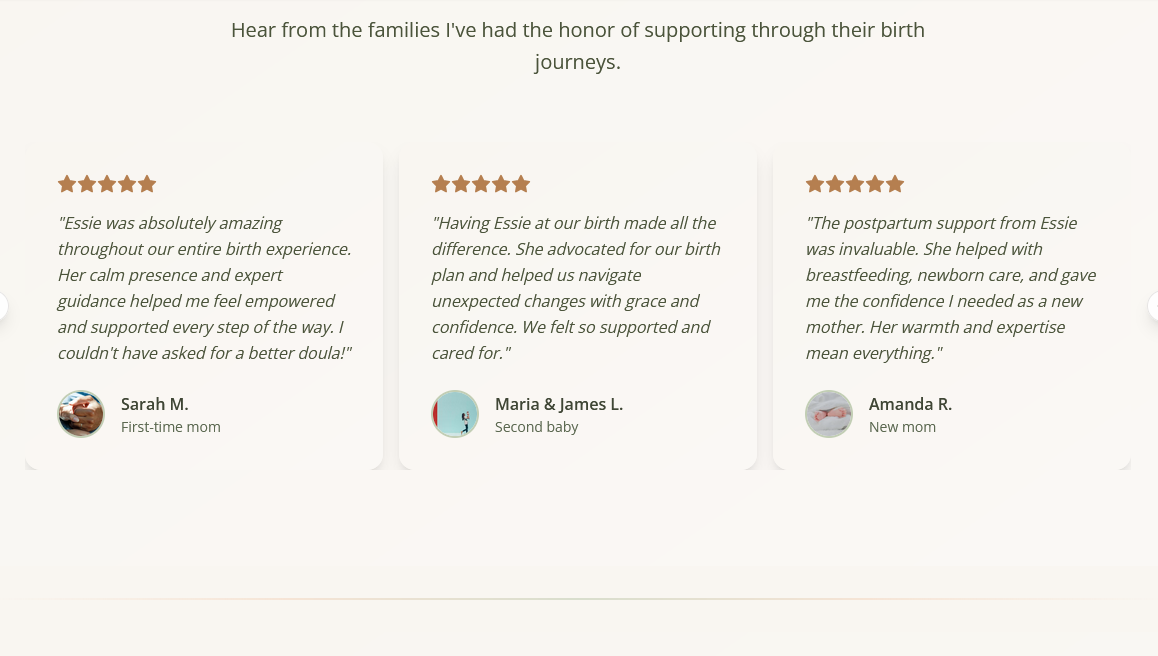 Hear from the families I've had the honor of supporting through their birth
journeys.
"Essie was absolutely amazing
throughout our entire birth experience.
Her calm presence and expert
guidance helped me feel empowered
and supported every step of the way. I
couldn't have asked for a better doula!"
Sarah M.
First-time mom
"Having Essie at our birth made all the
difference. She advocated for our birth
plan and helped us navigate
unexpected changes with grace and
confidence. We felt so supported and
cared for."
Maria & James L.
Second baby
"The postpartum support from Essie
was invaluable. She helped with
breastfeeding, newborn care, and gave
me the confidence I needed as a new
mother. Her warmth and expertise
mean everything."
Amanda R.
New mom